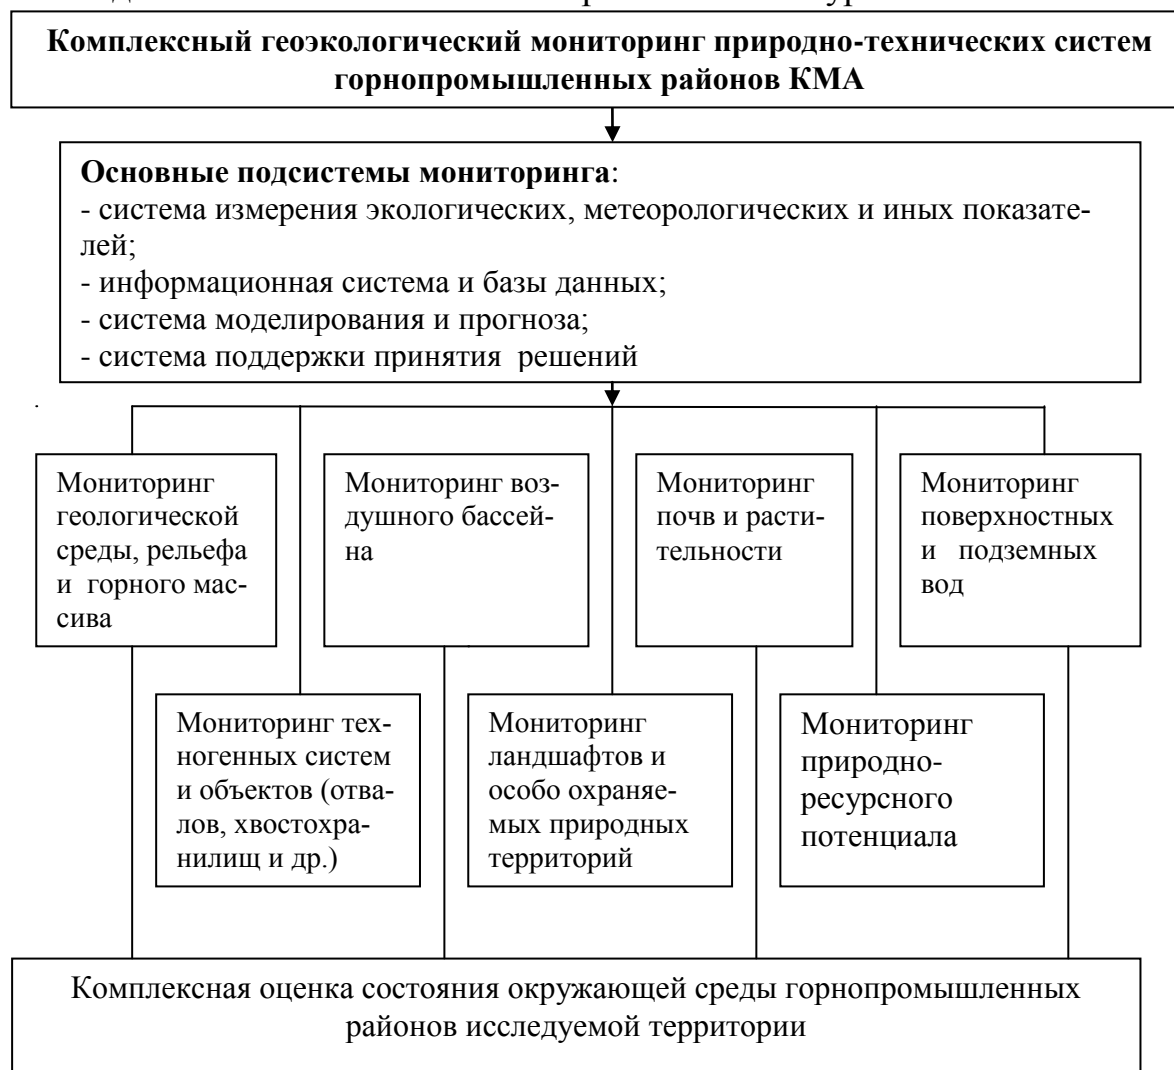 Комплексный геоэкологический мониторинг природно-технических систем
горнопромышленных районов КМА
Основные подсистемы мониторинга:
- система измерения экологических, метеорологических и иных показате-
лей;
- информационная система и базы данных;
- система моделирования и прогноза;
- система поддержки принятия решений
Мониторинг
геологической
среды, рельефа
и горного мас-
сива
Мониторинг воз-
душного бассей-
на
Мониторинг
почв и расти-
тельности
Мониторинг
поверхностных
и подземных
вод
Мониторинг тех-
ногенных систем
и объектов (отва-
лов, хвостохра-
нилищ и др.)
Мониторинг
ландшафтов и
особо охраняе-
мых природных
территорий
Мониторинг
природно-
ресурсного
потенциала
Комплексная оценка состояния окружающей среды горнопромышленных
районов исследуемой территории